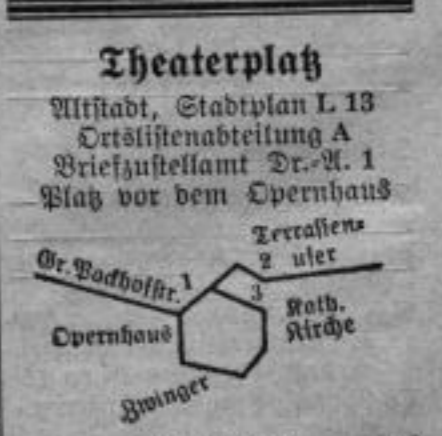 Theaterplatz
Altstadt, Stadtplan L 13
Ortslistenabteilung A
Briefzustellamt Dr.-A. 1
Platz vor dem Opernhaus
Terrassen=
2 ufer
Gr. Packhofstr. 1
3
Kath.
Kirche
Opernhaus
Zwinger